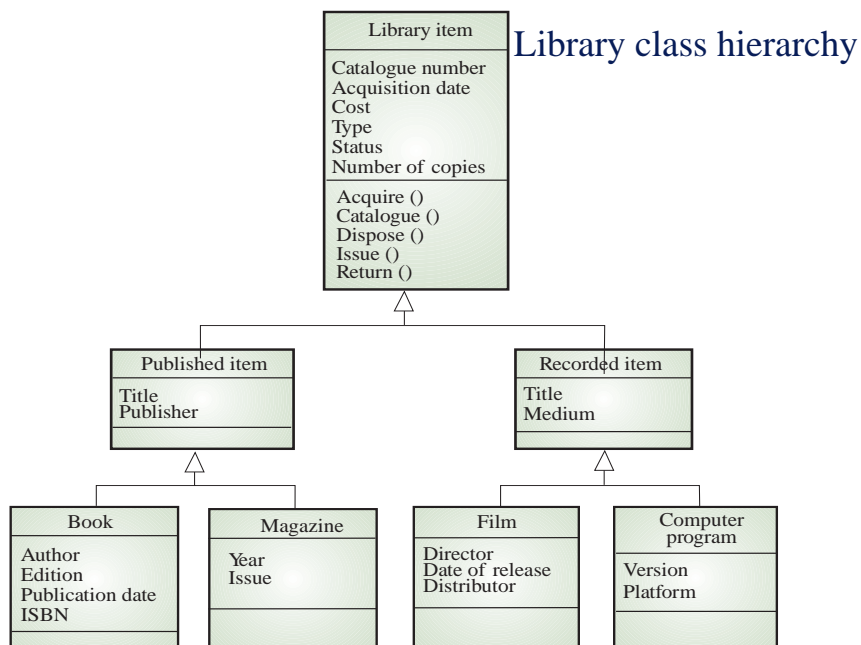 Library item
Library class hierarchy
Catalogue number
Acquisition date
Cost
Type
Status
Number of copies
Acquire ()
Catalogue ()
Dispose ()
Issue ()
Return ()
Published item
Title
Publisher
Recorded item
Title
Medium
Book
Author
Edition
Publication date
ISBN
Magazine
Year
Issue
Film
Director
Date of release
Distributor
Computer
program
Version
Platform